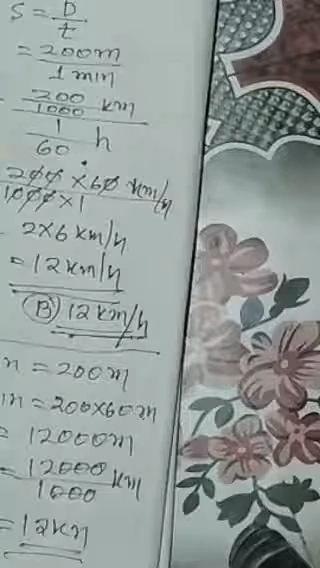 S = D/t
= 200m/1 min
200/1000 km / 1/60 h
200 × 60 km/h / 1000 × 1
2×6 km/h
= 12 km/h
(B) 12 km/h
n = 200m
in = 200×60m
= 12000m
= 12000/1000 km
= 12km